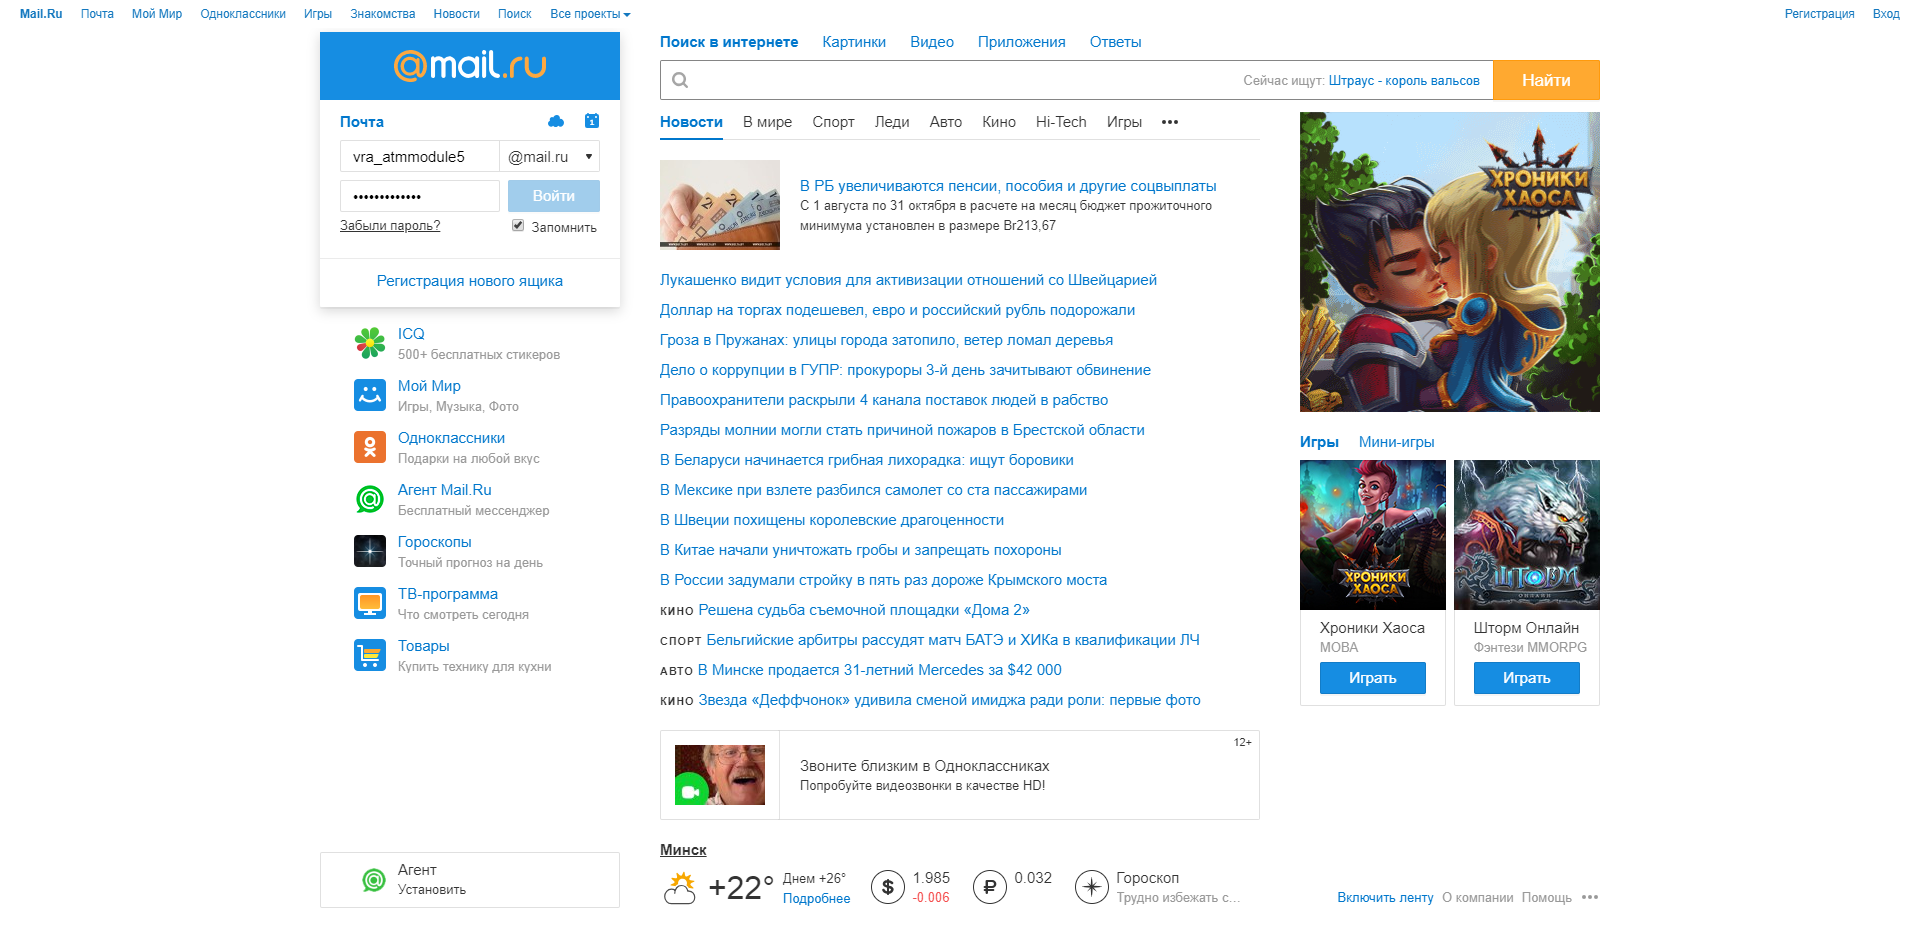 Mail.Ru Почта Мой Мир Одноклассники Игры Знакомства Новости Поиск Все проекты Регистрация Вход
@mail.ru
Почта
1
vra_atmmodule5 @mail.ru
••••••••••••• Войти
Забыли пароль? Запомнить
Регистрация нового ящика
ICQ
500+ бесплатных стикеров
Мой Мир
Игры, Музыка, Фото
Одноклассники
Подарки на любой вкус
Агент Mail.Ru
Бесплатный мессенджер
Гороскопы
Точный прогноз на день
ТВ-программа
Что смотреть сегодня
Товары
Купить технику для кухни
Агент
Установить
Поиск в интернете Картинки Видео Приложения Ответы
Сейчас ищут: Штраус - король вальсов Найти
Новости В мире Спорт Леди Авто Кино Hi-Tech Игры •••
В РБ увеличиваются пенсии, пособия и другие соцвыплаты
С 1 августа по 31 октября в расчете на месяц бюджет прожиточного
минимума установлен в размере Br213,67
Лукашенко видит условия для активизации отношений со Швейцарией
Доллар на торгах подешевел, евро и российский рубль подорожали
Гроза в Пружанах: улицы города затопило, ветер ломал деревья
Дело о коррупции в ГУПР: прокуроры 3-й день зачитывают обвинение
Правоохранители раскрыли 4 канала поставок людей в рабство
Разряды молнии могли стать причиной пожаров в Брестской области
В Беларуси начинается грибная лихорадка: ищут боровики
В Мексике при взлете разбился самолет со ста пассажирами
В Швеции похищены королевские драгоценности
В Китае начали уничтожать гробы и запрещать похороны
В России задумали стройку в пять раз дороже Крымского моста
КИНО Решена судьба съемочной площадки «Дома 2»
СПОРТ Бельгийские арбитры рассудят матч БАТЭ и ХИКа в квалификации ЛЧ
АВТО В Минске продается 31-летний Mercedes за $42 000
КИНО Звезда «Деффчонок» удивила сменой имиджа ради роли: первые фото
12+
Звоните близким в Одноклассниках
Попробуйте видеозвонки в качестве HD!
Минск
+22° Днем +26° $ 1.985 ₽ 0.032 Гороскоп
Подробнее -0.006 Трудно избежать с...
ХРОНИКИ
ХАОСА
Игры Мини-игры
ХРОНИКИ
ХАОСА
ШТОРМ
ОНЛАЙН
Хроники Хаоса
MOBA
Играть
Шторм Онлайн
Фэнтези MMORPG
Играть
Включить ленту О компании Помощь •••